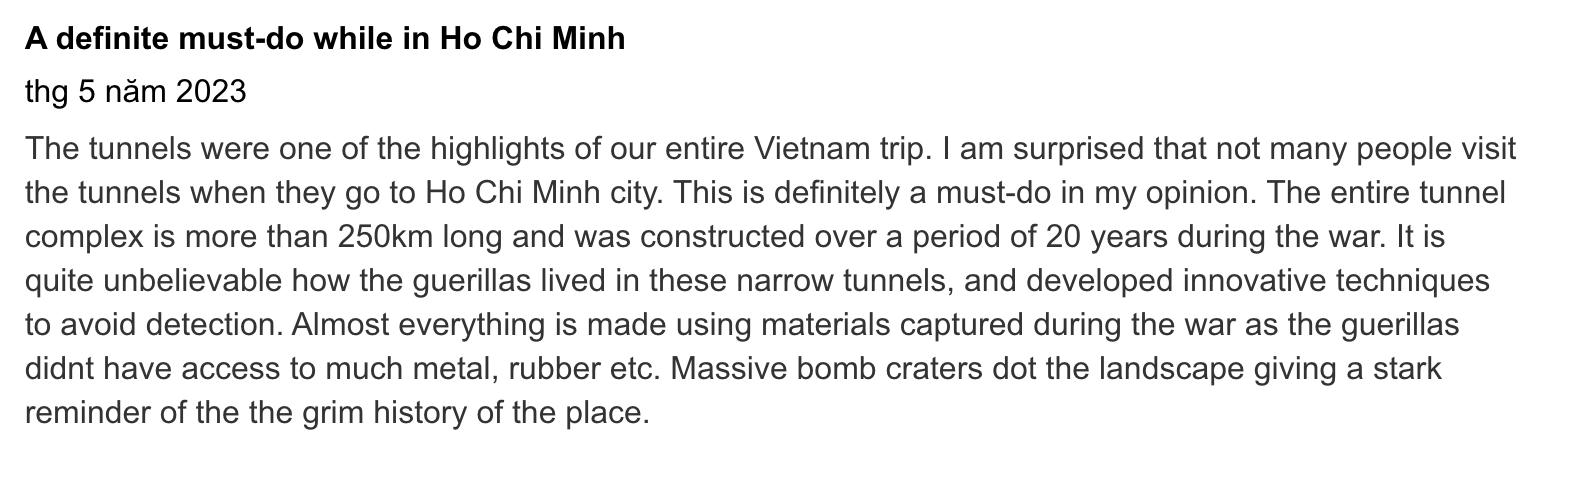 A definite must-do while in Ho Chi Minh
thg 5 năm 2023
The tunnels were one of the highlights of our entire Vietnam trip. I am surprised that not many people visit
the tunnels when they go to Ho Chi Minh city. This is definitely a must-do in my opinion. The entire tunnel
complex is more than 250km long and was constructed over a period of 20 years during the war. It is
quite unbelievable how the guerillas lived in these narrow tunnels, and developed innovative techniques
to avoid detection. Almost everything is made using materials captured during the war as the guerillas
didnt have access to much metal, rubber etc. Massive bomb craters dot the landscape giving a stark
reminder of the the grim history of the place.